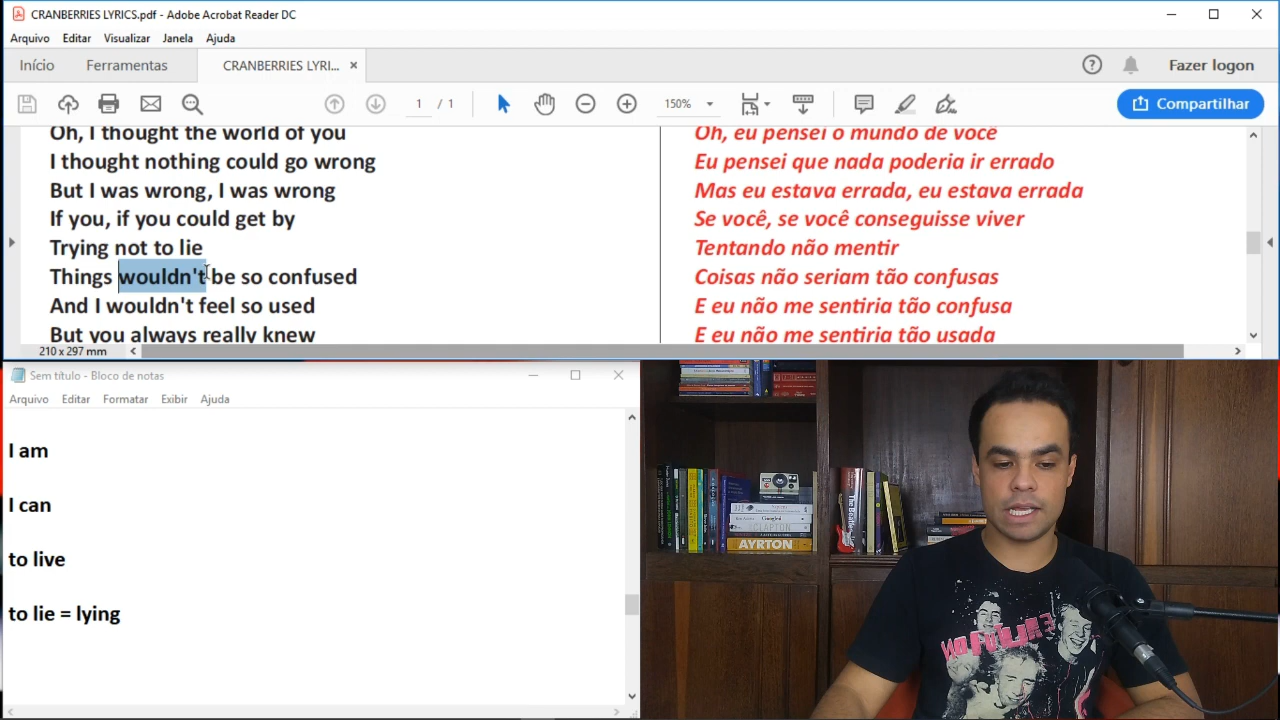 CRANBERRIES LYRICS.pdf - Adobe Acrobat Reader DC
Arquivo Editar Visualizar Janela Ajuda
Início Ferramentas CRANBERRIES LYRI... ×
Fazer logon
1 / 1
150%
Compartilhar
Oh, I thought the world of you
I thought nothing could go wrong
But I was wrong, I was wrong
If you, if you could get by
Trying not to lie
Things wouldn't be so confused
And I wouldn't feel so used
But you always really knew
Oh, eu pensei o mundo de você
Eu pensei que nada poderia ir errado
Mas eu estava errada, eu estava errada
Se você, se você conseguisse viver
Tentando não mentir
Coisas não seriam tão confusas
E eu não me sentiria tão confusa
E eu não me sentiria tão usada
210 x 297 mm
Sem título - Bloco de notas
Arquivo Editar Formatar Exibir Ajuda
I am
I can
to live
to lie = lying
The Beatles
Googled
CLAPTON
AYRTON